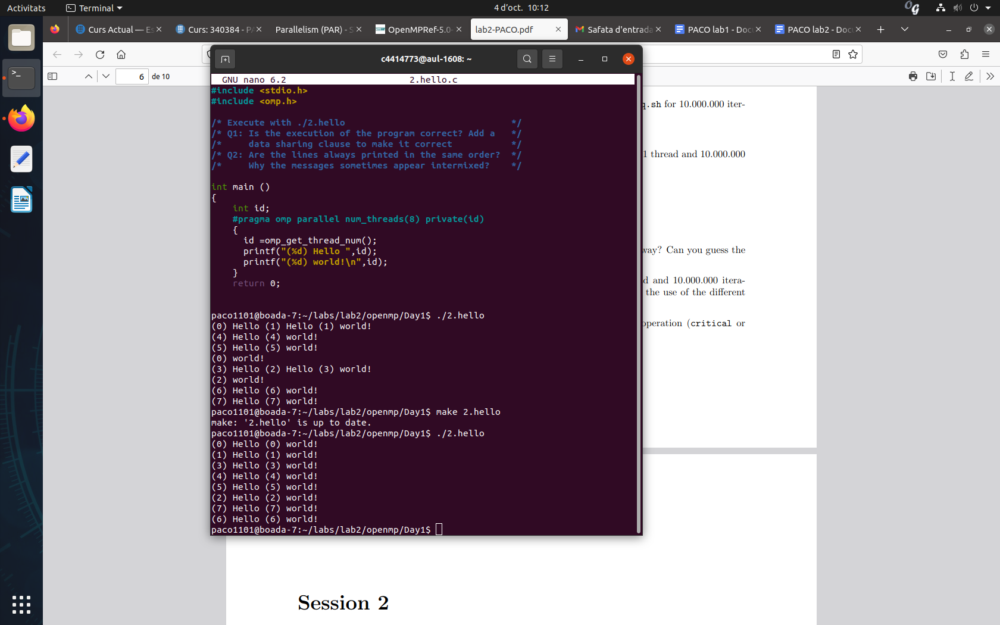 Activitats
Terminal
4 d'oct. 10:12
Curs Actual — Es
Curs: 340384 - PA
Parallelism (PAR) - S
OpenMPRef-5.0-
lab2-PACO.pdf
Safata d'entrada
PACO lab1 - Doc
PACO lab2 - Doc
6 de 10
c4414773@aul-1608: ~
GNU nano 6.2 2.hello.c
#include <stdio.h>
#include <omp.h>
/* Execute with ./2.hello */
/* Q1: Is the execution of the program correct? Add a */
/* data sharing clause to make it correct */
/* Q2: Are the lines always printed in the same order? */
/* Why the messages sometimes appear intermixed? */
int main ()
{
int id;
#pragma omp parallel num_threads(8) private(id)
{
id =omp_get_thread_num();
printf("(%d) Hello ",id);
printf("(%d) world!\n",id);
}
return 0;
paco1101@boada-7:~/labs/lab2/openmp/Day1$ ./2.hello
(0) Hello (1) Hello (1) world!
(4) Hello (4) world!
(5) Hello (5) world!
(0) world!
(3) Hello (2) Hello (3) world!
(2) world!
(6) Hello (6) world!
(7) Hello (7) world!
paco1101@boada-7:~/labs/lab2/openmp/Day1$ make 2.hello
make: '2.hello' is up to date.
paco1101@boada-7:~/labs/lab2/openmp/Day1$ ./2.hello
(0) Hello (0) world!
(1) Hello (1) world!
(3) Hello (3) world!
(4) Hello (4) world!
(5) Hello (5) world!
(2) Hello (2) world!
(7) Hello (7) world!
(6) Hello (6) world!
paco1101@boada-7:~/labs/lab2/openmp/Day1$
q.sh for 10.000.000 iter-
1 thread and 10.000.000
way? Can you guess the
d and 10.000.000 itera-
the use of the different
operation (critical or
Session 2